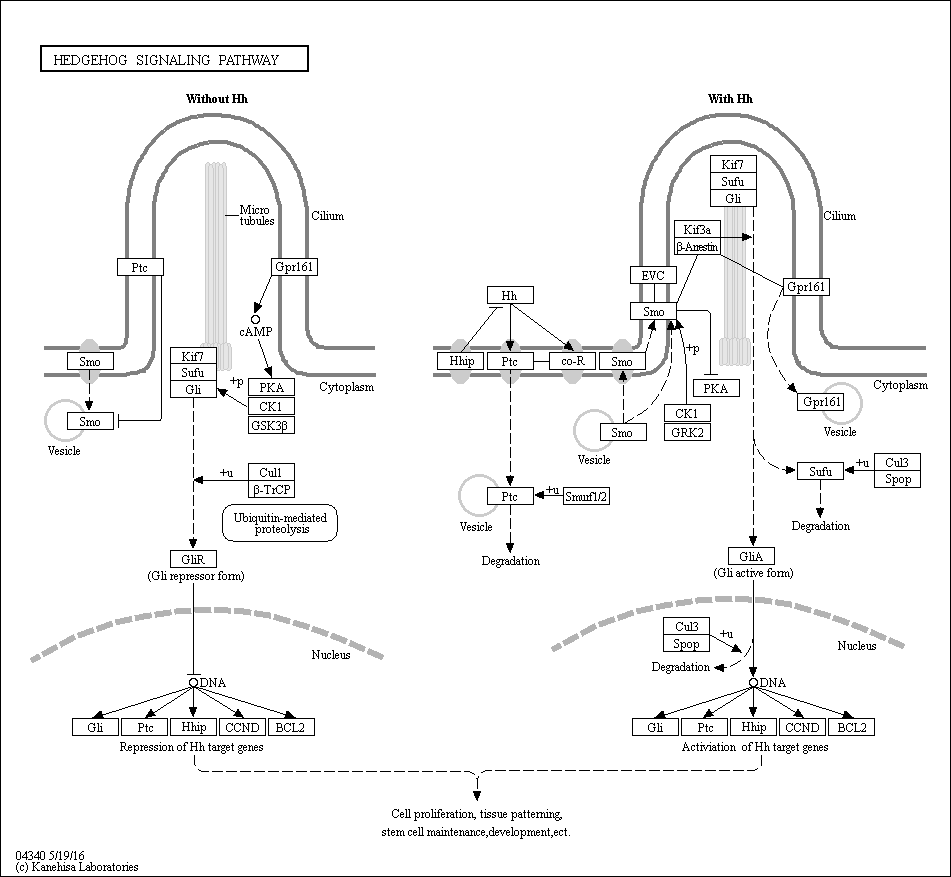 HEDGEHOG SIGNALING PATHWAY
Without Hh
Micro
tubules
Cilium
Ptc
Gpr161
cAMP
Smo
Kif7
Sufu
Gli
+p
PKA
CK1
GSK3β
Cytoplasm
Smo
Vesicle
+u
Cul1
β-TrCP
Ubiquitin-mediated
proteolysis
GliR
(Gli repressor form)
Nucleus
DNA
Gli
Ptc
Hhip
CCND
BCL2
Repression of Hh target genes
With Hh
Kif7
Sufu
Gli
Cilium
Kif3a
β-Arrestin
EVC
Gpr161
Hh
Smo
Hhip
Ptc
co-R
Smo
+p
PKA
Cytoplasm
CK1
GRK2
Gpr161
Vesicle
Smo
Vesicle
Sufu
+u
Cul3
Spop
Degradation
Ptc
+u
Smurf1/2
Vesicle
Degradation
GliA
(Gli active form)
Cul3
Spop
+u
Degradation
Nucleus
DNA
Gli
Ptc
Hhip
CCND
BCL2
Activiation of Hh target genes
Cell proliferation, tissue patterning,
stem cell maintenance,development,ect.
04340 5/19/16
(c) Kanehisa Laboratories